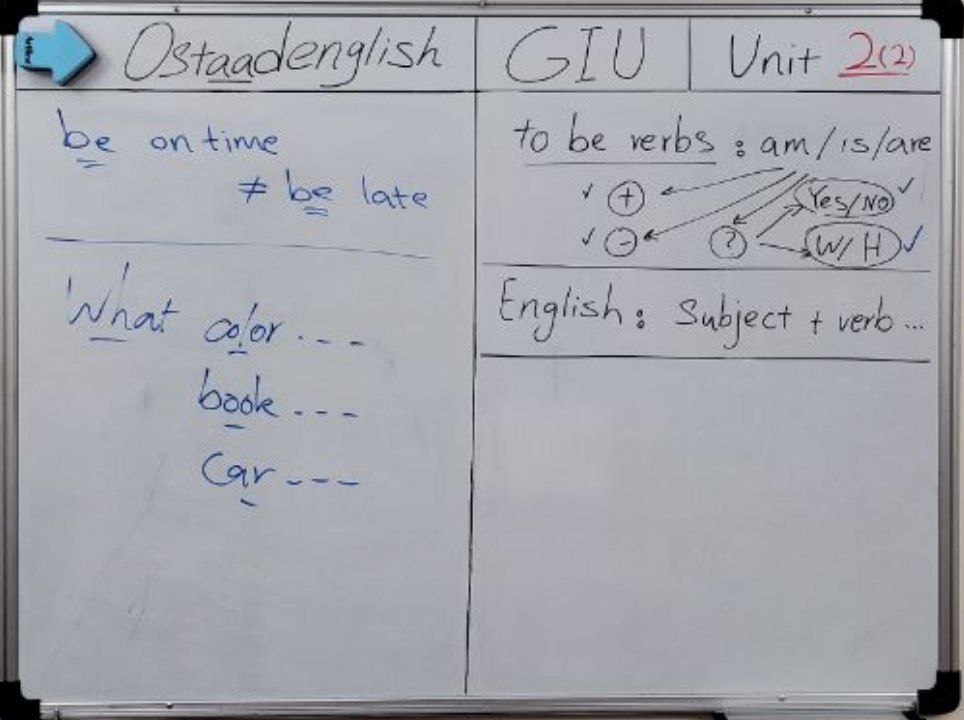 Ostaadenglish
GIU
Unit 2(2)
be on time
≠ be late
What color ...
book ...
car ...
to be verbs : am/is/are
✓ +
✓ -
?
Yes/No ✓
W/H ✓
English : Subject + verb ...